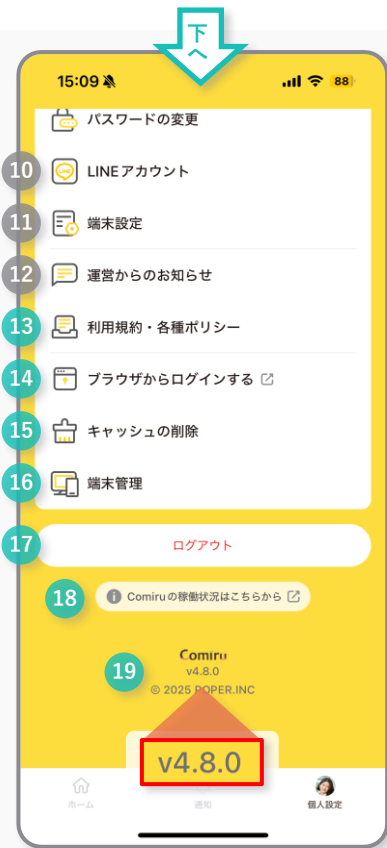 下へ
15:09
88
パスワードの変更
10
LINEアカウント
11
端末設定
12
運営からのお知らせ
13
利用規約・各種ポリシー
14
ブラウザからログインする
15
キャッシュの削除
16
端末管理
17
ログアウト
18
Comiruの稼働状況はこちらから
19
Comiru
v4.8.0
© 2025 POPER.INC
v4.8.0
ホーム
通知
個人設定